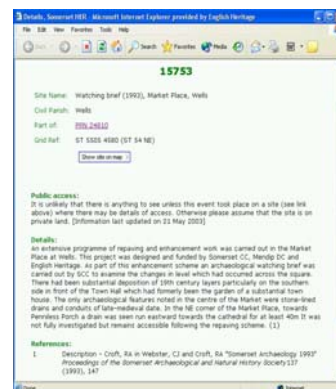 Details, Somerset HER - Microsoft Internet Explorer provided by English Heritage
File Edit View Favorites Tools Help
Search Favorites Media
15753
Site Name: Watching brief (1993), Market Place, Wells
Civil Parish: Wells
Part of: PRN 24810
Grid Ref: ST 5505 4580 (ST 54 NE)
Show site on map
Public access:
It is unlikely that there is anything to see unless this event took place on a site (see link
above) where there may be details of access. Otherwise please assume that the site is on
private land. [Information last updated on 21 May 2003]
Details:
An extensive programme of repaving and enhancement work was carried out in the Market
Place at Wells. This project was designed and funded by Somerset CC, Mendip DC and
English Heritage. As part of this enhancement scheme an archaeological watching brief was
carried out by SCC to examine the changes in level which had occurred across the square.
There had been substantial deposition of 19th century layers particularly on the southern
side in front of the Town Hall which had formerly been the garden of a substantial town
house. The only archaeological features noted in the centre of the Market were stone-lined
drains and conduits of late-medieval date. In the NE corner of the Market Place, towards
Penniless Porch a drain was seen run eastward towards the cathedral for at least 40m It was
not fully investigated but remains accessible following the repaving scheme. (1)
References:
1 Description - Croft, RA in Webster, CJ and Croft, RA "Somerset Archaeology 1993"
Proceedings of the Somerset Archaeological and Natural History Society 137
(1993), 147